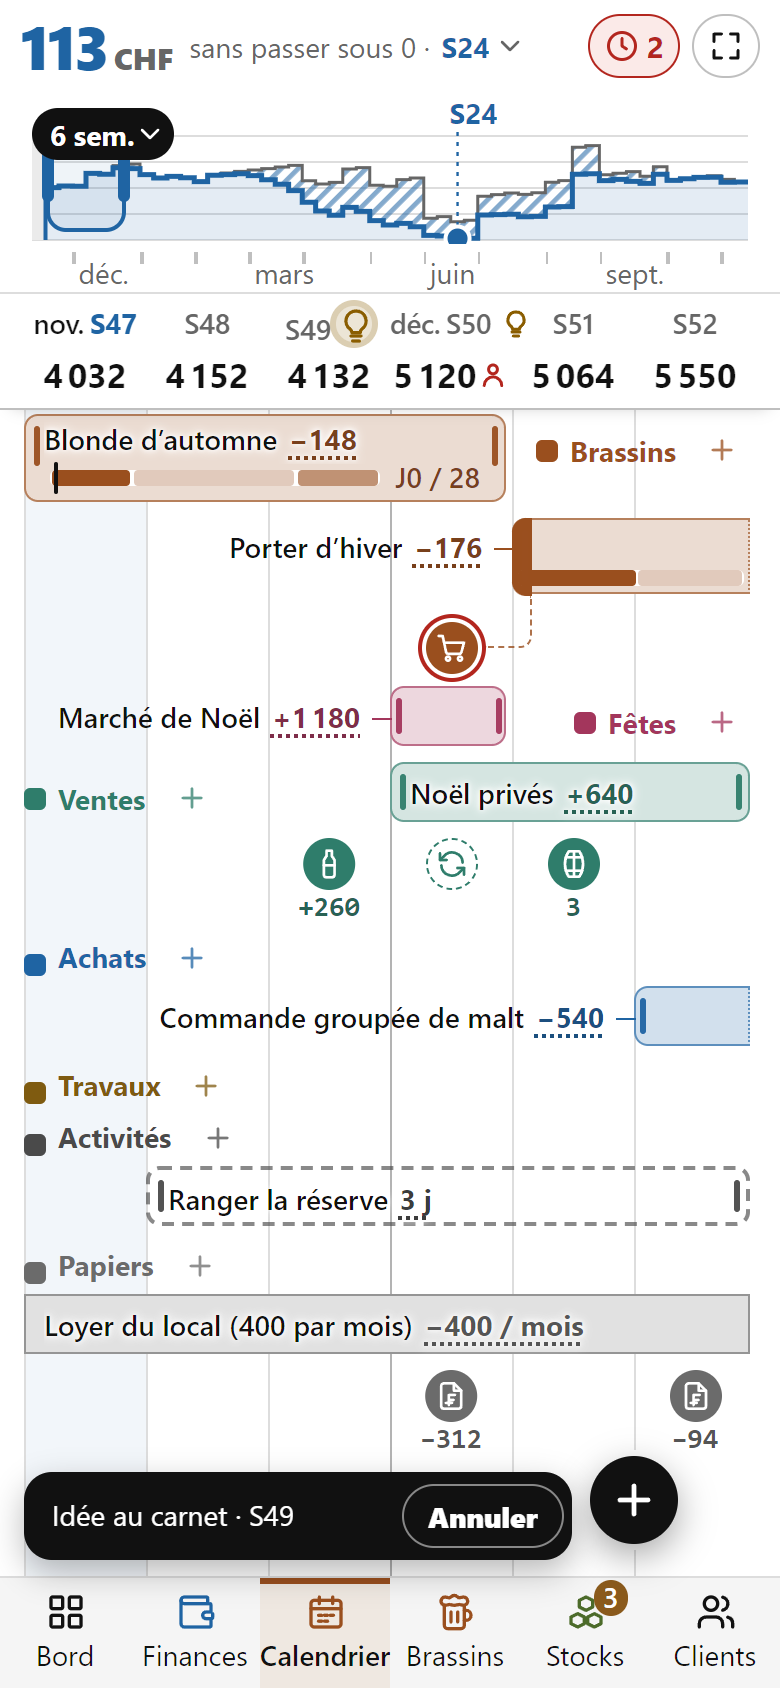 113 CHF sans passer sous 0 · S24
2
S24
6 sem.
déc. mars juin sept.
nov. S47 S48 S49 déc. S50 S51 S52
4 032 4 152 4 132 5 120 5 064 5 550
Blonde d’automne −148
J0 / 28
Brassins +
Porter d’hiver −176
Marché de Noël +1 180
Fêtes +
Ventes +
Noël privés +640
+260 3
Achats +
Commande groupée de malt −540
Travaux +
Activités +
Ranger la réserve 3 j
Papiers +
Loyer du local (400 par mois) −400 / mois
−312 −94
Idée au carnet · S49 Annuler
+
3
Bord Finances Calendrier Brassins Stocks Clients